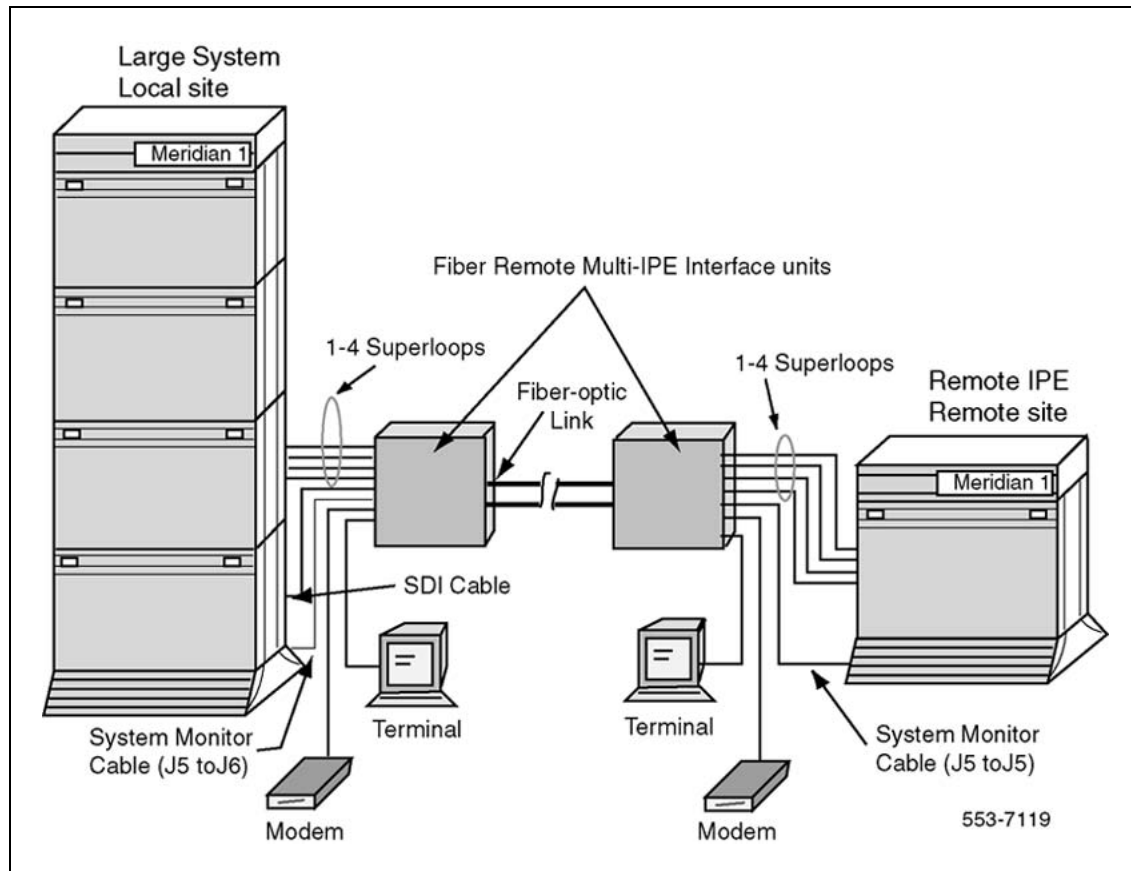 Large System
Local site
Meridian 1
Fiber Remote Multi-IPE Interface units
1-4 Superloops
Fiber-optic
Link
1-4 Superloops
Remote IPE
Remote site
Meridian 1
SDI Cable
Terminal
Terminal
System Monitor
Cable (J5 toJ6)
System Monitor
Cable (J5 toJ5)
Modem
Modem
553-7119